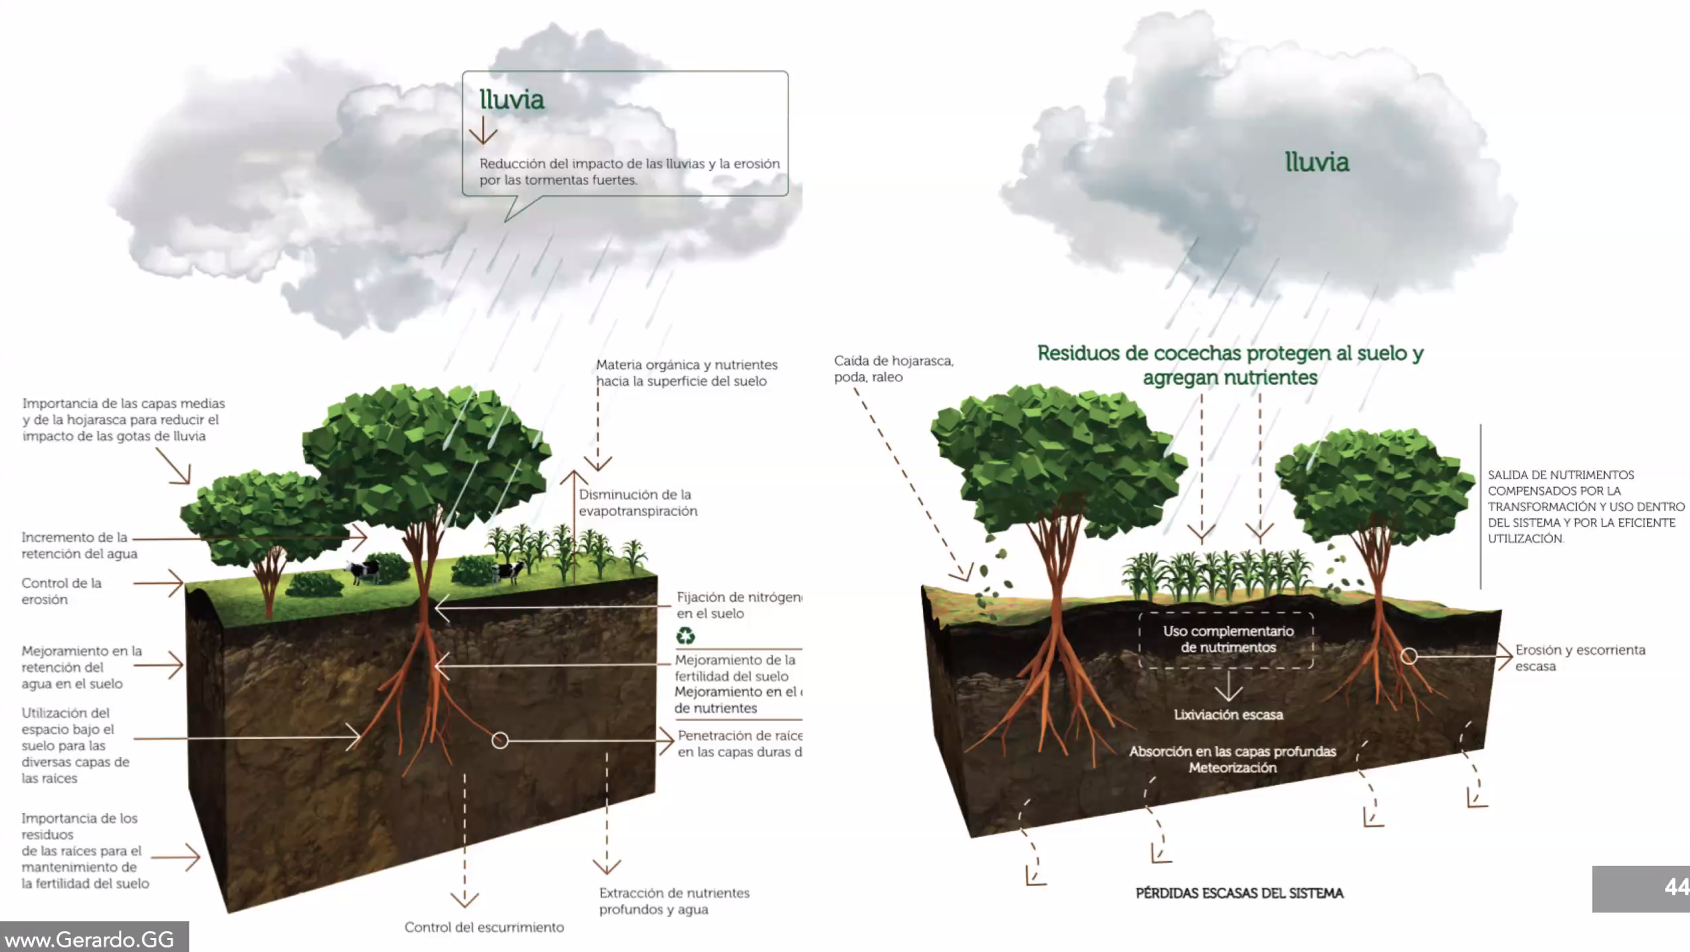 lluvia
Reducción del impacto de las lluvias y la erosión
por las tormentas fuertes.
Materia orgánica y nutrientes
hacia la superficie del suelo
Importancia de las capas medias
y de la hojarasca para reducir el
impacto de las gotas de lluvia
Disminución de la
evapotranspiración
Incremento de la
retención del agua
Control de la
erosión
Fijación de nitrógen
en el suelo
Mejoramiento en la
retención del
agua en el suelo
Mejoramiento de la
fertilidad del suelo
Mejoramiento en el
de nutrientes
Utilización del
espacio bajo el
suelo para las
diversas capas de
las raíces
Penetración de raíce
en las capas duras d
Importancia de los
residuos
de las raíces para el
mantenimiento de
la fertilidad del suelo
Extracción de nutrientes
profundos y agua
Control del escurrimiento
www.Gerardo.GG
lluvia
Residuos de cocechas protegen al suelo y
agregan nutrientes
Caída de hojarasca,
poda, raleo
SALIDA DE NUTRIMENTOS
COMPENSADOS POR LA
TRANSFORMACIÓN Y USO DENTRO
DEL SISTEMA Y POR LA EFICIENTE
UTILIZACIÓN.
Uso complementario
de nutrimentos
Erosión y escorrienta
escasa
Lixiviación escasa
Absorción en las capas profundas
Meteorización
PÉRDIDAS ESCASAS DEL SISTEMA
44